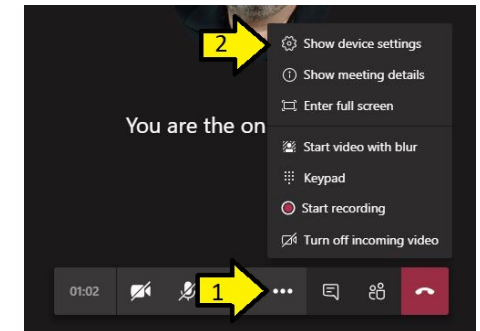 2
Show device settings
Show meeting details
Enter full screen
You are the on
Start video with blur
Keypad
Start recording
Turn off incoming video
01:02
1